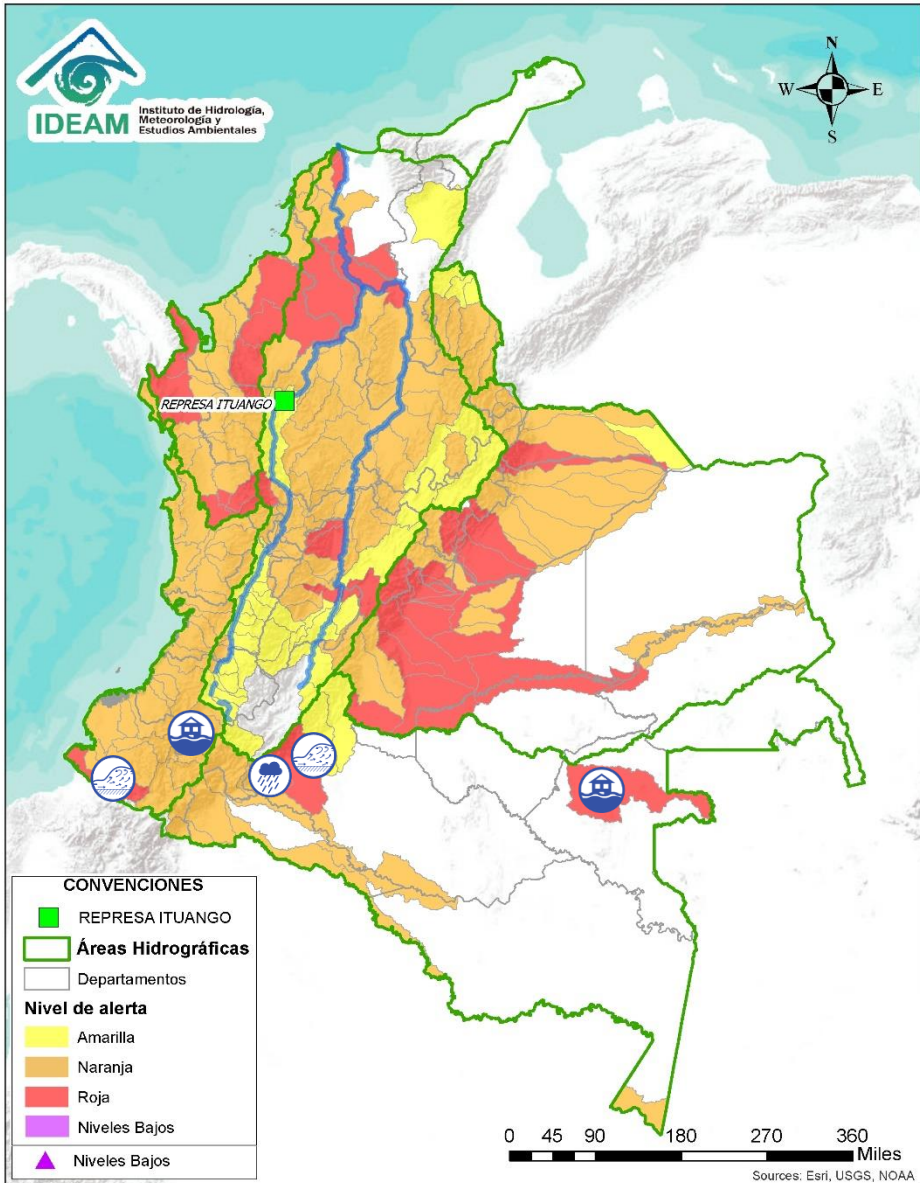 IDEAM
Instituto de Hidrología,
Meteorología y
Estudios Ambientales
N
W
E
S
REPRESA ITUANGO
CONVENCIONES
REPRESA ITUANGO
Áreas Hidrográficas
Departamentos
Nivel de alerta
Amarilla
Naranja
Roja
Niveles Bajos
Niveles Bajos
0 45 90 180 270 360
Miles
Sources: Esri, USGS, NOAA